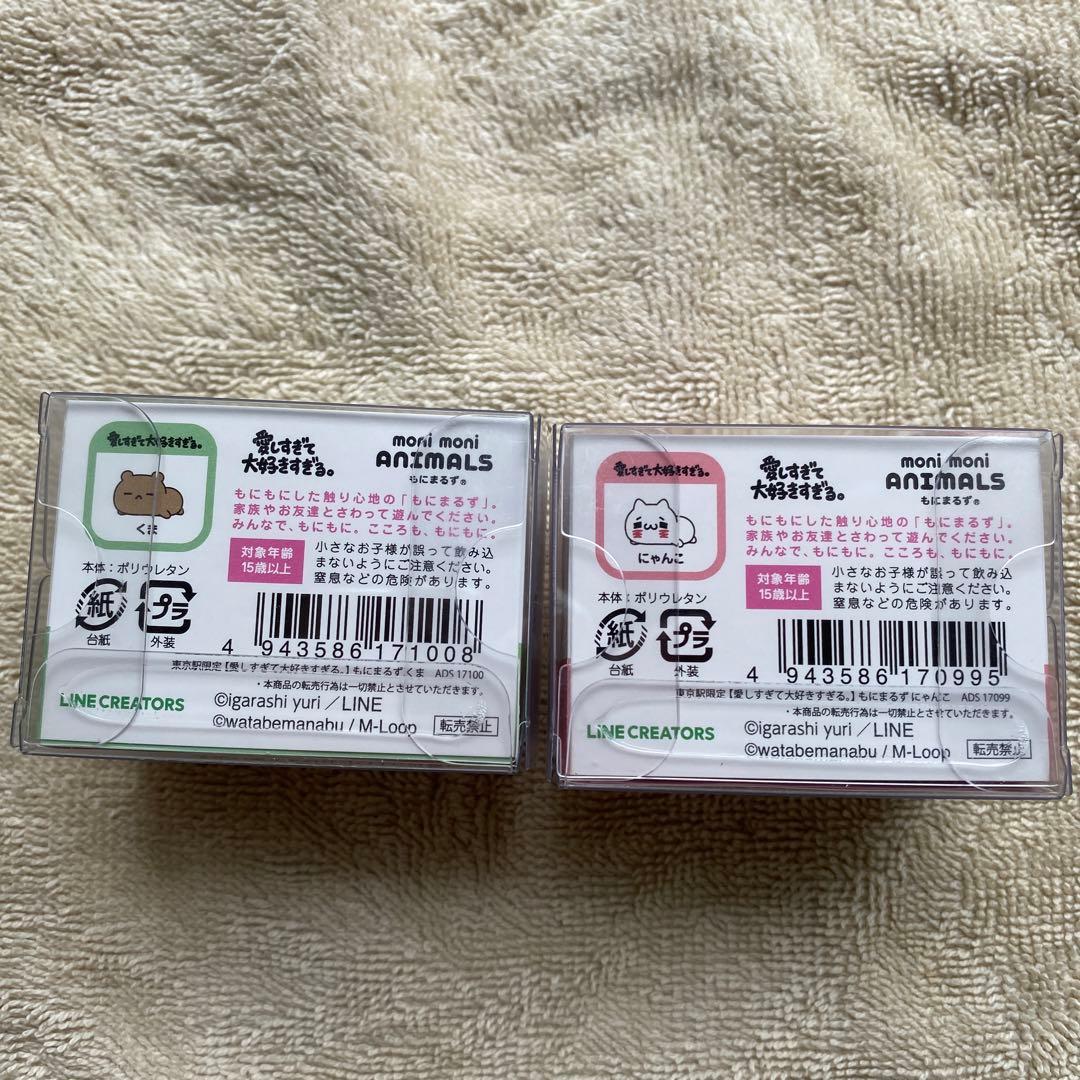 愛しすぎて大好きすぎる。
くま
愛しすぎて
大好きすぎる。
moni moni
ANIMALS
もにまるず®
もにもにした触り心地の「もにまるず」。
家族やお友達とさわって遊んでください。
みんなで、もにもに。こころも、もにもに。
対象年齢
15歳以上
小さなお子様が誤って飲み込
まないようにご注意ください。
窒息などの危険があります。
本体：ポリウレタン
紙
台紙
プラ
外装
4 943586 171008
東京駅限定【愛しすぎて大好きすぎる。】もにまるず くま ADS 17100
・本商品の転売行為は一切禁止とさせていただきます。
LINE CREATORS
©igarashi yuri／LINE
©watabemanabu / M-Loop
転売禁止
愛しすぎて大好きすぎる。
にゃんこ
愛しすぎて
大好きすぎる。
moni moni
ANIMALS
もにまるず®
もにもにした触り心地の「もにまるず」。
家族やお友達とさわって遊んでください。
みんなで、もにもに。こころも、もにもに。
対象年齢
15歳以上
小さなお子様が誤って飲み込
まないようにご注意ください。
窒息などの危険があります。
本体：ポリウレタン
紙
台紙
プラ
外装
4 943586 170995
東京駅限定【愛しすぎて大好きすぎる。】もにまるず にゃんこ ADS 17099
・本商品の転売行為は一切禁止とさせていただきます。
LINE CREATORS
©igarashi yuri／LINE
©watabemanabu / M-Loop
転売禁止